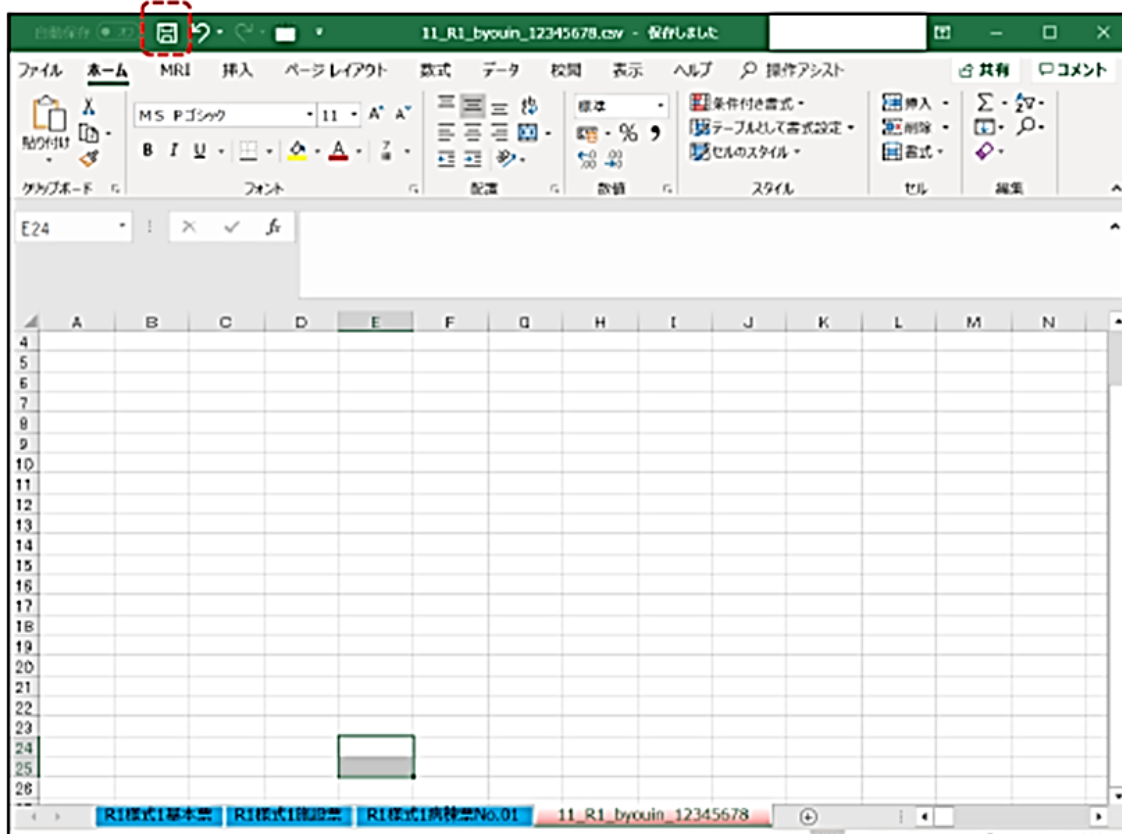 自動保存
11_R1_byouin_12345678.csv - 保存しました
ファイル ホーム MRI 挿入 ページ レイアウト 数式 データ 校閲 表示 ヘルプ 操作アシスト 共有 コメント
貼り付け
MS Pゴシック 11 A A
標準
条件付き書式
テーブルとして書式設定
セルのスタイル
挿入
削除
書式
B I U A
% 9
Σ
クリップボード フォント 配置 数値 スタイル セル 編集
E24 fx
A B C D E F G H I J K L M N
4
5
6
7
8
9
10
11
12
13
14
15
16
17
18
19
20
21
22
23
24
25
26
R1様式1基本票 R1様式1施設票 R1様式1病棟票No.01 11_R1_byouin_12345678